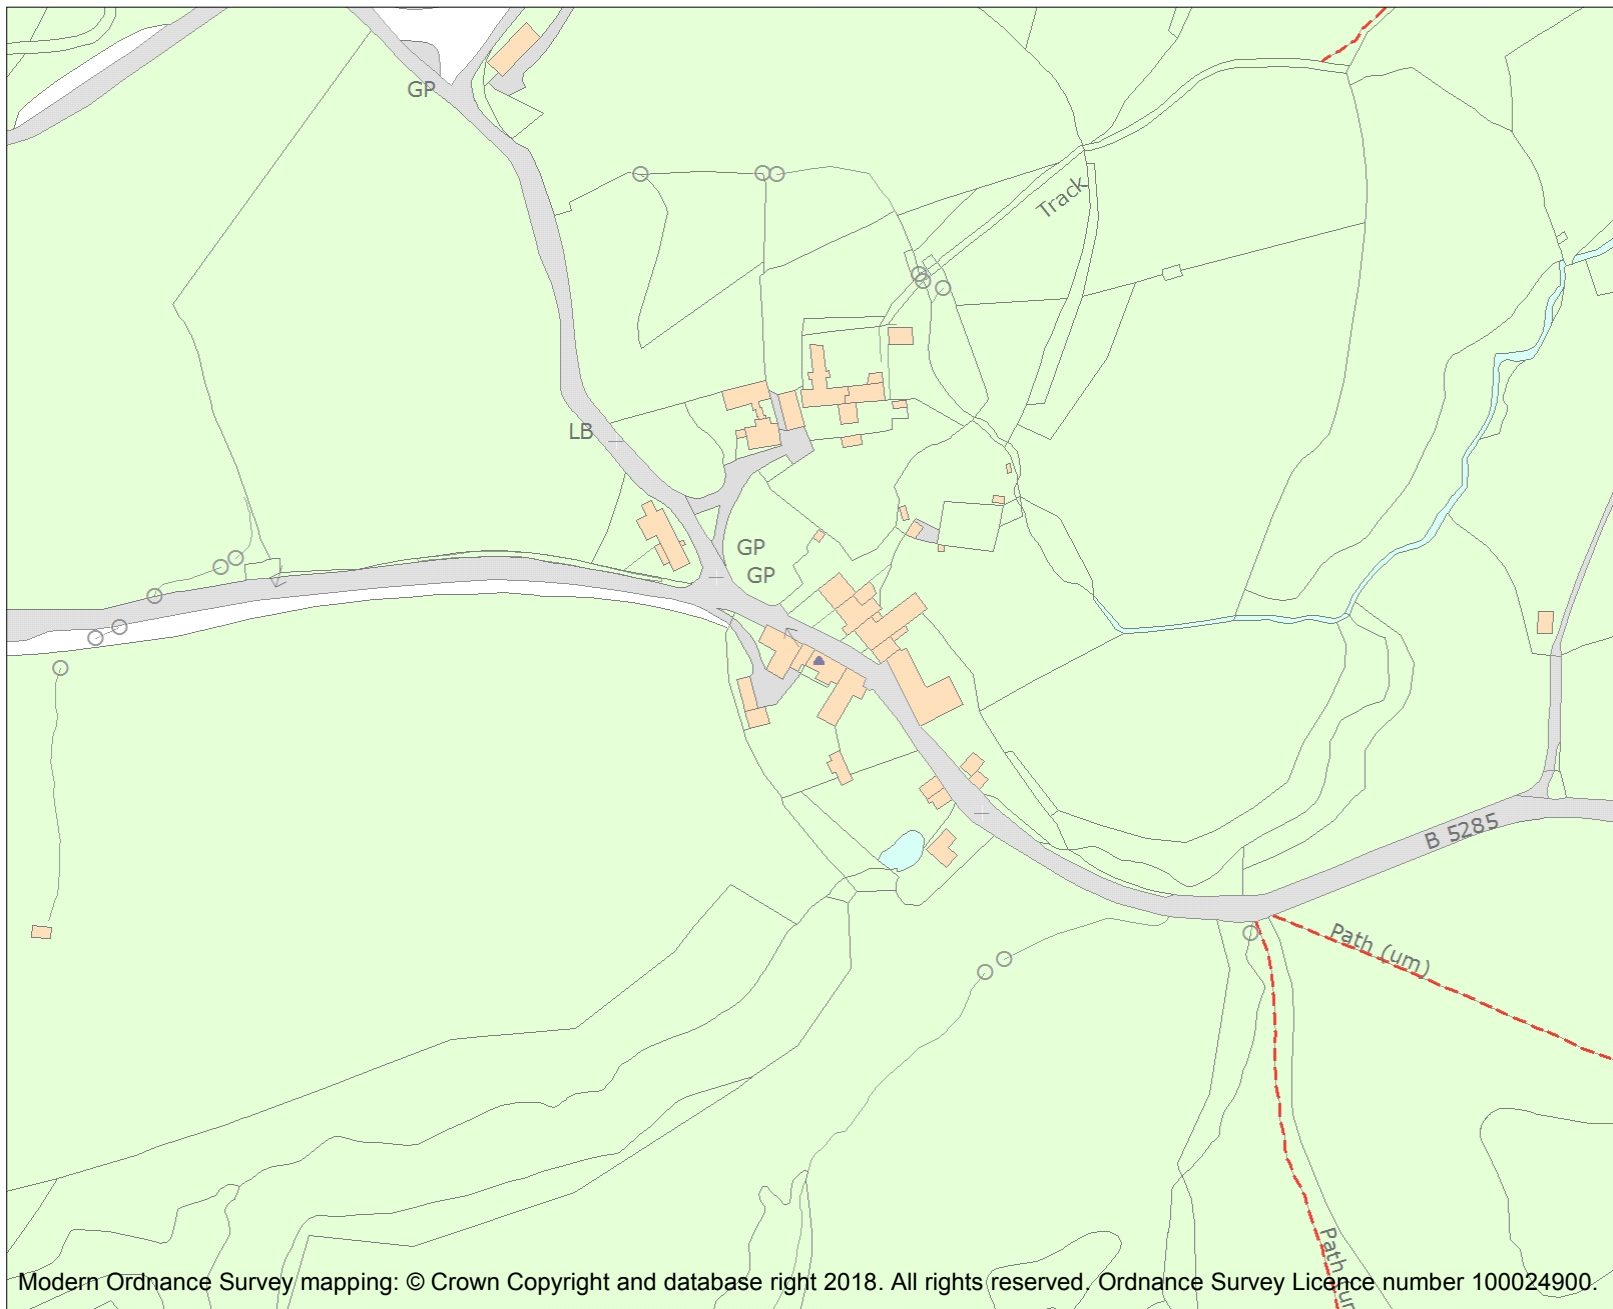 GP
Track
LB
GP
GP
B 5285
Path (um)
Path
Modern Ordnance Survey mapping: © Crown Copyright and database right 2018. All rights reserved. Ordnance Survey Licence number 100024900.